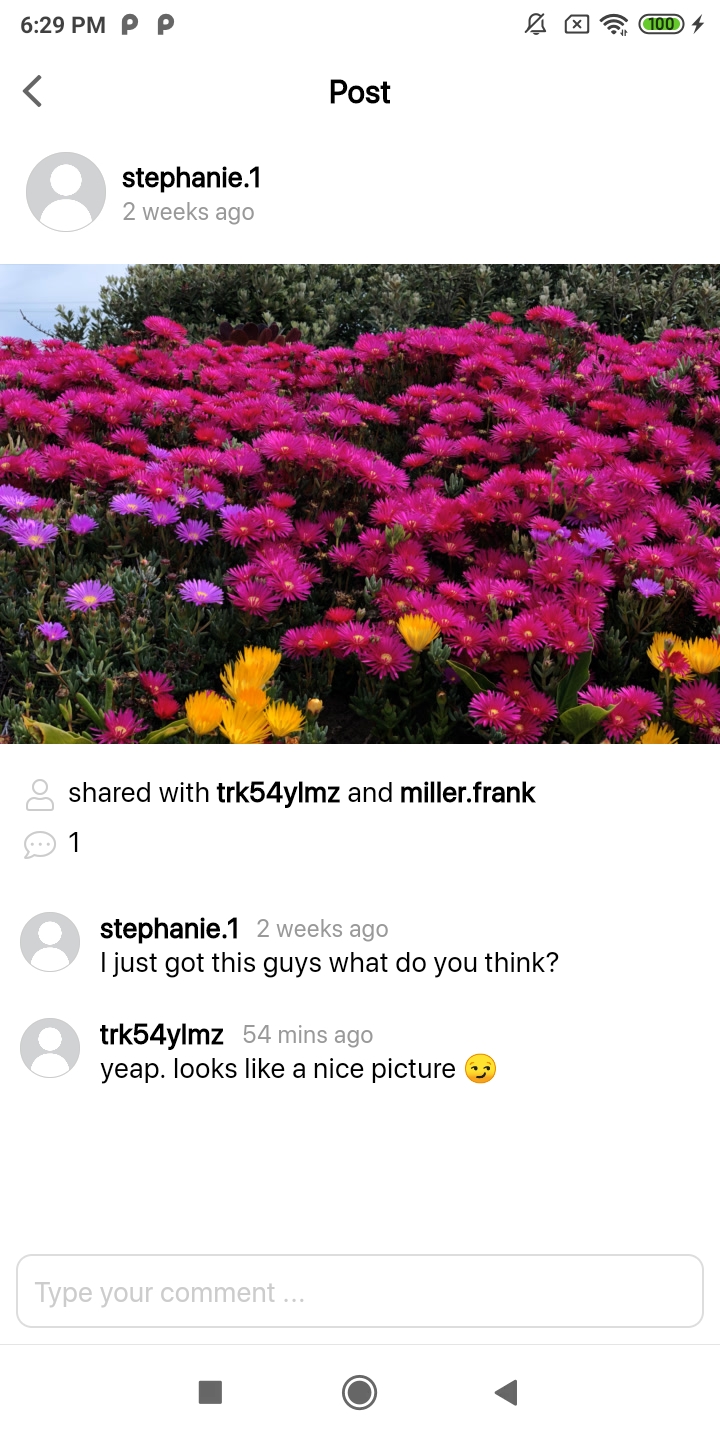 6:29 PM
100
Post
stephanie.1
2 weeks ago
shared with trk54ylmz and miller.frank
1
stephanie.1 2 weeks ago
I just got this guys what do you think?
trk54ylmz 54 mins ago
yeap. looks like a nice picture 😏
Type your comment ...